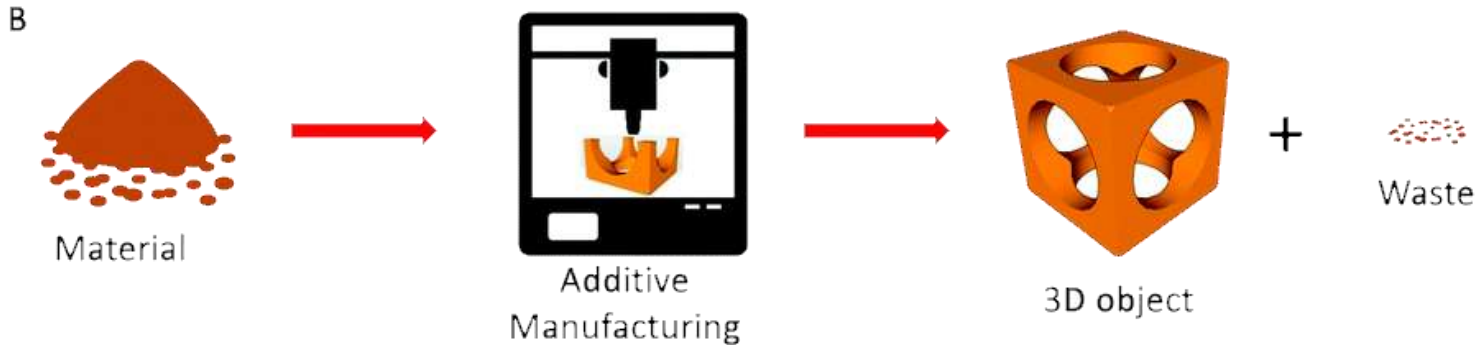 B
Material
Additive
Manufacturing
3D object
+
Waste